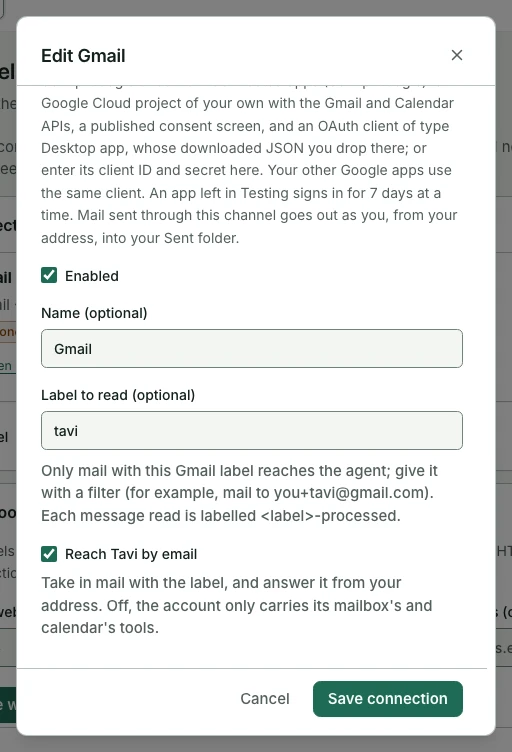 Edit Gmail
Google Cloud project of your own with the Gmail and Calendar
APIs, a published consent screen, and an OAuth client of type
Desktop app, whose downloaded JSON you drop there; or
enter its client ID and secret here. Your other Google apps use
the same client. An app left in Testing signs in for 7 days at a
time. Mail sent through this channel goes out as you, from your
address, into your Sent folder.
Enabled
Name (optional)
Gmail
Label to read (optional)
tavi
Only mail with this Gmail label reaches the agent; give it
with a filter (for example, mail to you+tavi@gmail.com).
Each message read is labelled <label>-processed.
Reach Tavi by email
Take in mail with the label, and answer it from your
address. Off, the account only carries its mailbox's and
calendar's tools.
Cancel
Save connection